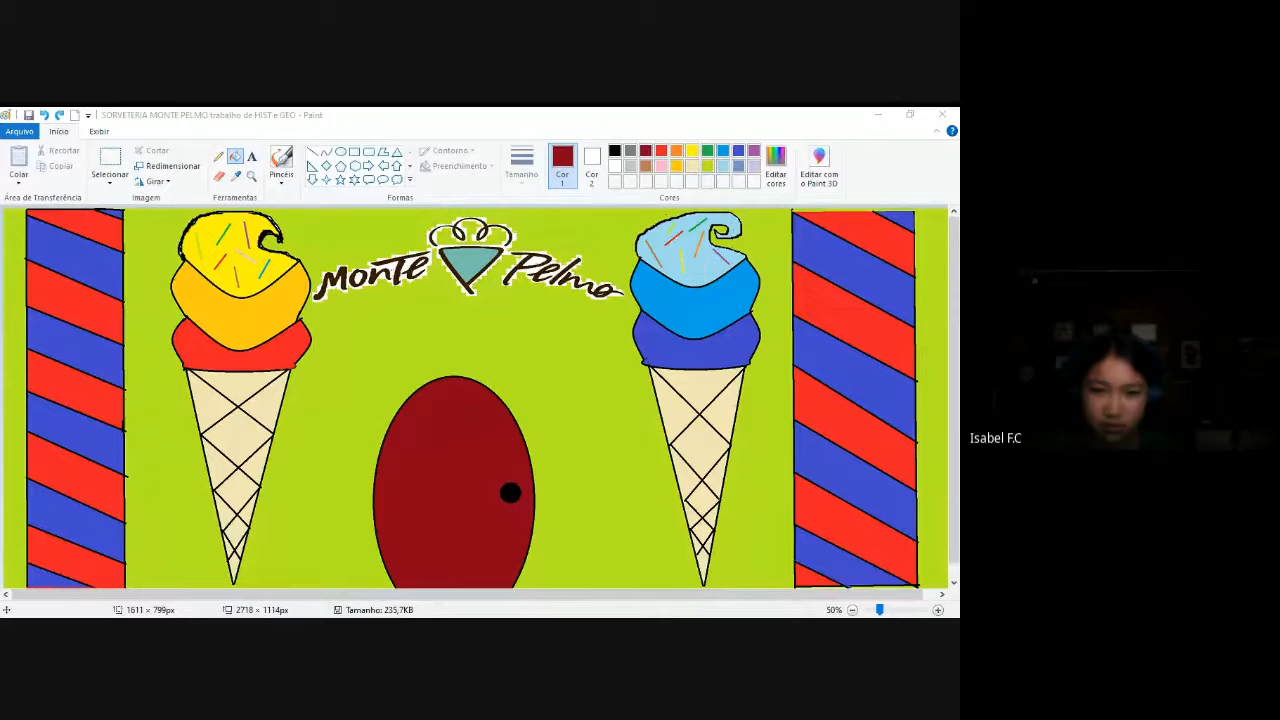 SORVETERIA MONTE PELMO trabalho de HIST e GEO - Paint
Arquivo Início Exibir
Colar
Recortar
Copiar
Área de Transferência
Selecionar
Cortar
Redimensionar
Girar
Imagem
A
Ferramentas
Pincéis
Contorno
Preenchimento
Formas
Tamanho
Cor 1
Cor 2
Editar cores
Cores
Editar com o Paint 3D
Monte Pelmo
Isabel F.C
1611 × 799px 2718 × 1114px Tamanho: 235,7KB 50%